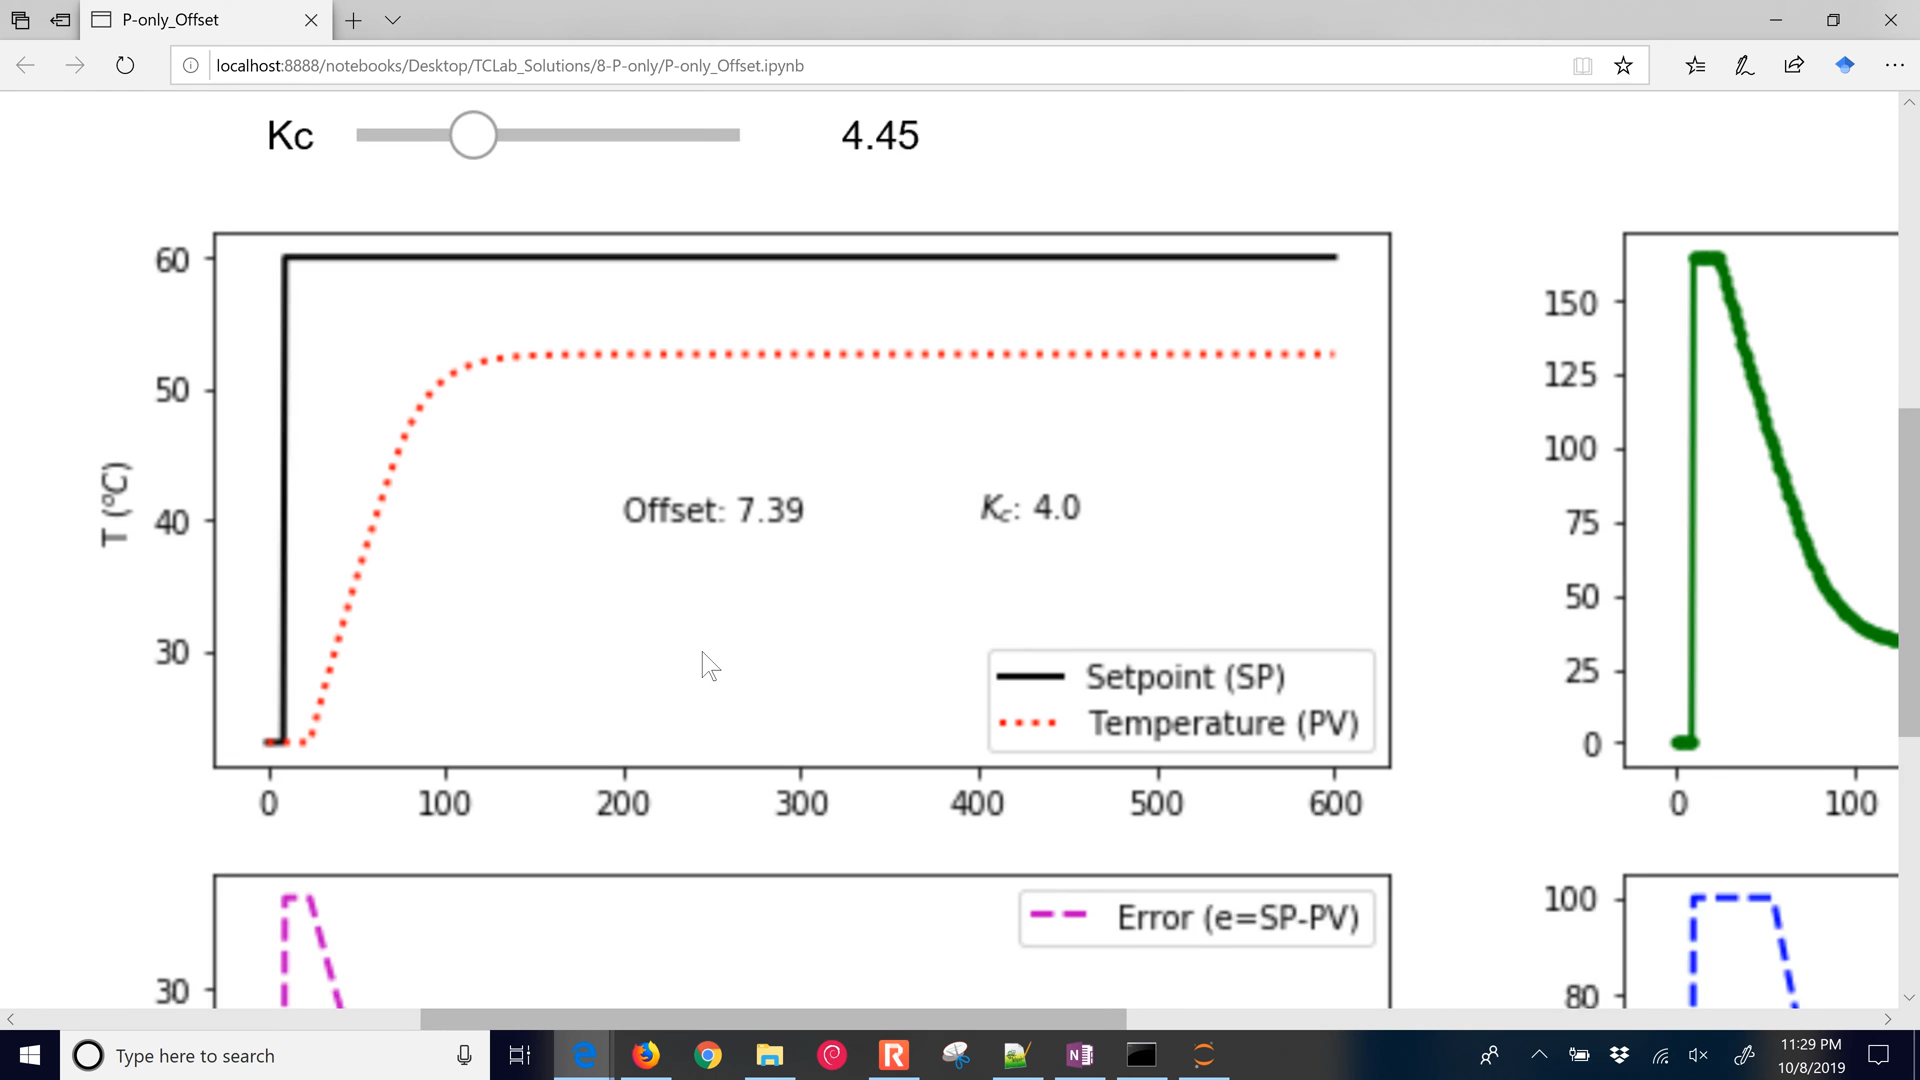 P-only_Offset
localhost:8888/notebooks/Desktop/TCLab_Solutions/8-P-only/P-only_Offset.ipynb
Kc 4.45
60
50
40
30
T (°C)
Offset: 7.39
Kc: 4.0
Setpoint (SP)
Temperature (PV)
0 100 200 300 400 500 600
150
125
100
75
50
25
0
0 100
30
Error (e=SP-PV)
100
80
Type here to search
11:29 PM
10/8/2019